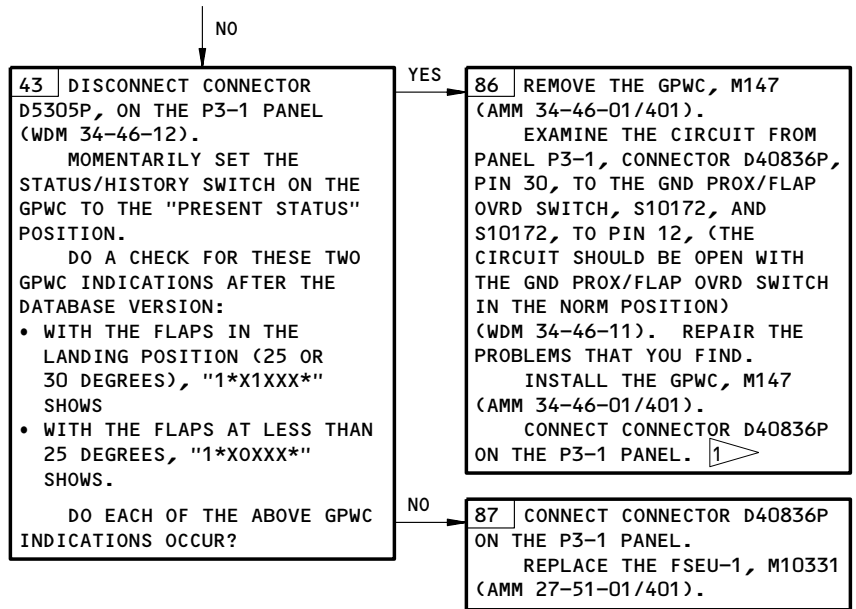 NO
43 DISCONNECT CONNECTOR
D5305P, ON THE P3-1 PANEL
(WDM 34-46-12).
MOMENTARILY SET THE
STATUS/HISTORY SWITCH ON THE
GPWC TO THE "PRESENT STATUS"
POSITION.
DO A CHECK FOR THESE TWO
GPWC INDICATIONS AFTER THE
DATABASE VERSION:
• WITH THE FLAPS IN THE
LANDING POSITION (25 OR
30 DEGREES), "1*X1XXX*"
SHOWS
• WITH THE FLAPS AT LESS THAN
25 DEGREES, "1*X0XXX*"
SHOWS.
DO EACH OF THE ABOVE GPWC
INDICATIONS OCCUR?
YES
86 REMOVE THE GPWC, M147
(AMM 34-46-01/401).
EXAMINE THE CIRCUIT FROM
PANEL P3-1, CONNECTOR D40836P,
PIN 30, TO THE GND PROX/FLAP
OVRD SWITCH, S10172, AND
S10172, TO PIN 12, (THE
CIRCUIT SHOULD BE OPEN WITH
THE GND PROX/FLAP OVRD SWITCH
IN THE NORM POSITION)
(WDM 34-46-11). REPAIR THE
PROBLEMS THAT YOU FIND.
INSTALL THE GPWC, M147
(AMM 34-46-01/401).
CONNECT CONNECTOR D40836P
ON THE P3-1 PANEL. 1
NO
87 CONNECT CONNECTOR D40836P
ON THE P3-1 PANEL.
REPLACE THE FSEU-1, M10331
(AMM 27-51-01/401).